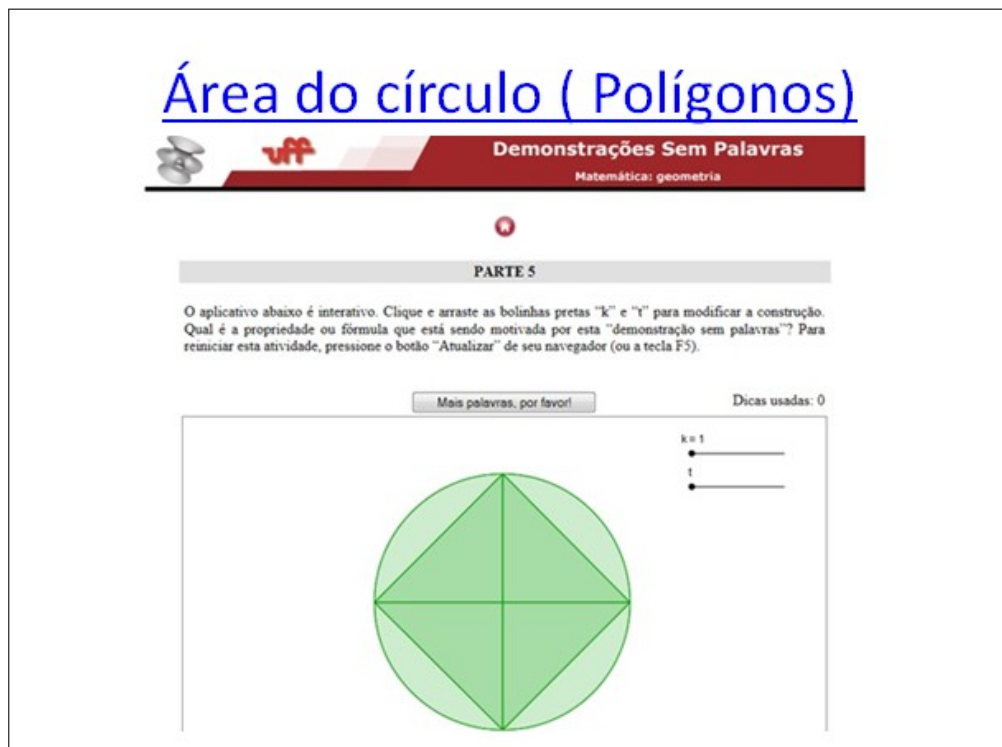 Área do círculo ( Polígonos)
uff
Demonstrações Sem Palavras
Matemática: geometria
PARTE 5
O aplicativo abaixo é interativo. Clique e arraste as bolinhas pretas “k” e “t” para modificar a construção.
Qual é a propriedade ou fórmula que está sendo motivada por esta “demonstração sem palavras”? Para
reiniciar esta atividade, pressione o botão “Atualizar” de seu navegador (ou a tecla F5).
Mais palavras, por favor!
Dicas usadas: 0
k = 1
t